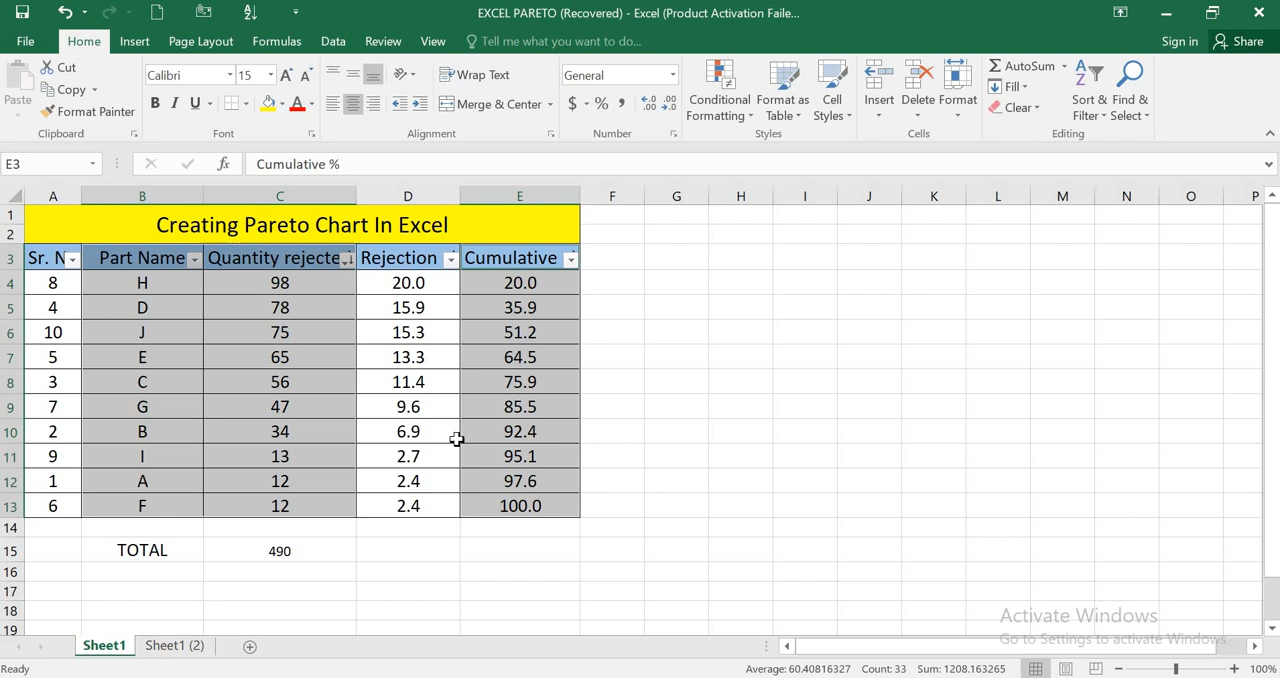 EXCEL PARETO (Recovered) - Excel (Product Activation Faile...
File Home Insert Page Layout Formulas Data Review View Tell me what you want to do... Sign in Share
Paste Cut Copy Format Painter
Calibri 15
B I U
Wrap Text
Merge & Center
General
$ % ,
Conditional Formatting Format as Table Cell Styles
Insert Delete Format
AutoSum
Fill
Clear
Sort & Filter Find & Select
Clipboard Font Alignment Number Styles Cells Editing
E3 fx Cumulative %
A B C D E F G H I J K L M N O P
1
2 Creating Pareto Chart In Excel
3 Sr. N Part Name Quantity rejecte Rejection Cumulative
4 8 H 98 20.0 20.0
5 4 D 78 15.9 35.9
6 10 J 75 15.3 51.2
7 5 E 65 13.3 64.5
8 3 C 56 11.4 75.9
9 7 G 47 9.6 85.5
10 2 B 34 6.9 92.4
11 9 I 13 2.7 95.1
12 1 A 12 2.4 97.6
13 6 F 12 2.4 100.0
14
15 TOTAL 490
16
17
18
19
Activate Windows
Go to Settings to activate Windows.
Sheet1 Sheet1 (2)
Ready Average: 60.40816327 Count: 33 Sum: 1208.163265 100%